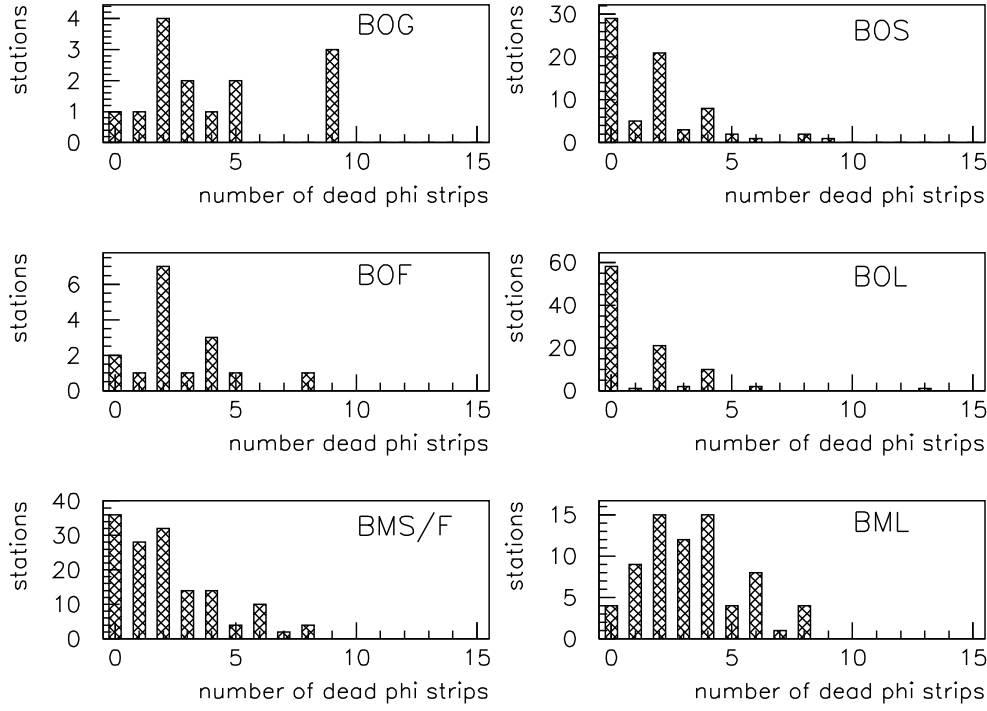 BOG
stations
4
3
2
1
0
0 5 10 15
number of dead phi strips
BOS
stations
30
20
10
0
0 5 10 15
number dead phi strips
BOF
stations
6
4
2
0
0 5 10 15
number dead phi strips
BOL
stations
60
40
20
0
0 5 10 15
number of dead phi strips
BMS/F
stations
40
30
20
10
0
0 5 10 15
number of dead phi strips
BML
stations
15
10
5
0
0 5 10 15
number of dead phi strips